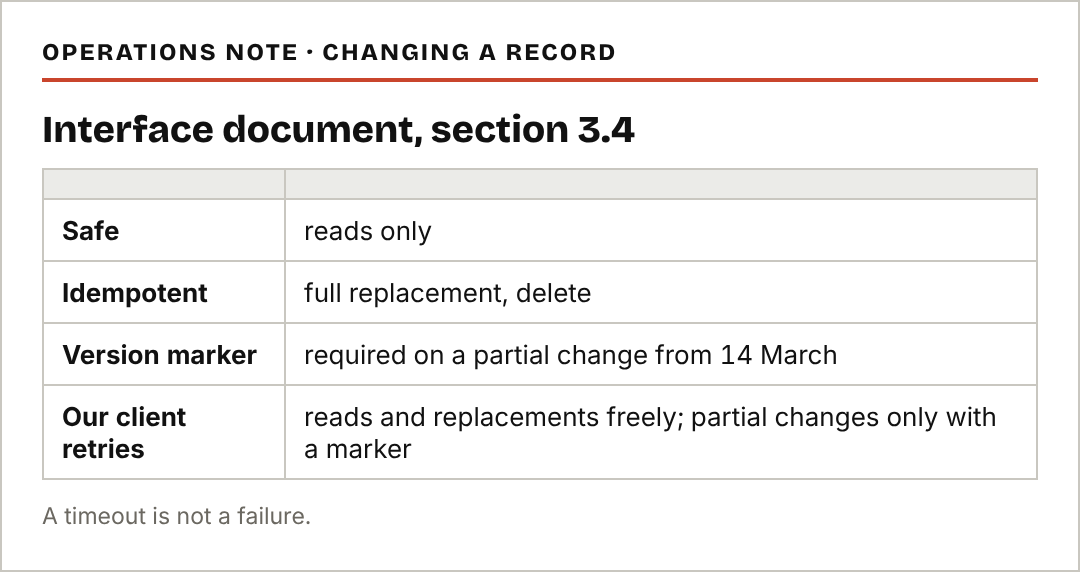 OPERATIONS NOTE · CHANGING A RECORD
Interface document, section 3.4
Safe
reads only
Idempotent
full replacement, delete
Version marker
required on a partial change from 14 March
Our client
retries
reads and replacements freely; partial changes only with
a marker
A timeout is not a failure.